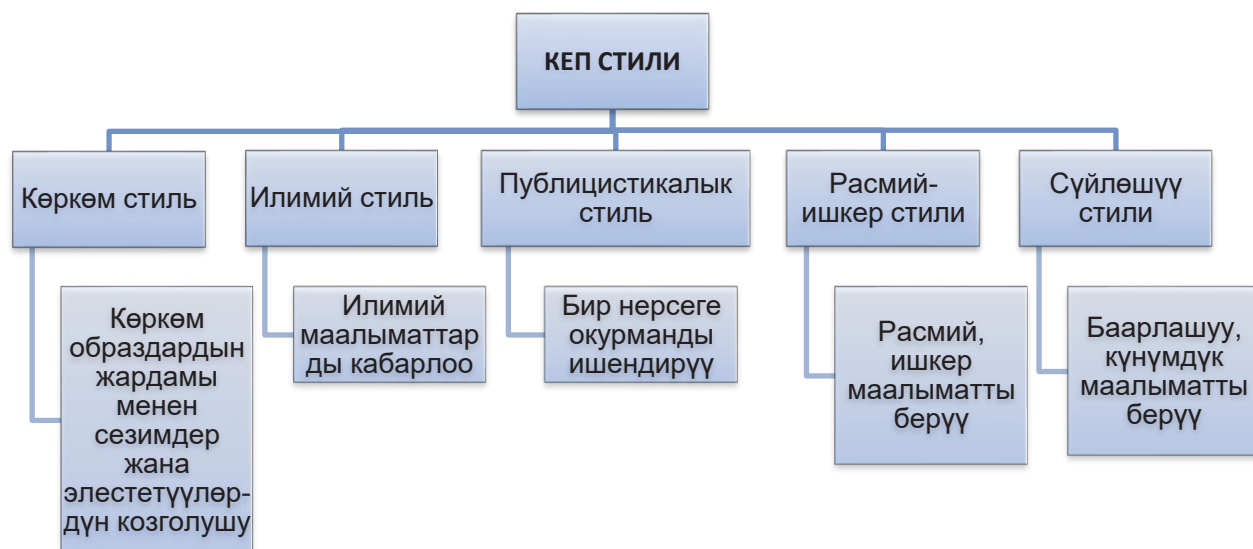 КЕП СТИЛИ
Көркөм стиль
Илимий стиль
Публицистикалык
стиль
Расмий-
ишкер стили
Сүйлөшүү
стили
Көркөм
образдардын
жардамы
менен
сезимдер
жана
элестетүүлөр-
дүн козголушу
Илимий
маалыматтар
ды кабарлоо
Бир нерсеге
окурманды
ишендирүү
Расмий,
ишкер
маалыматты
берүү
Баарлашуу,
күнүмдүк
маалыматты
берүү